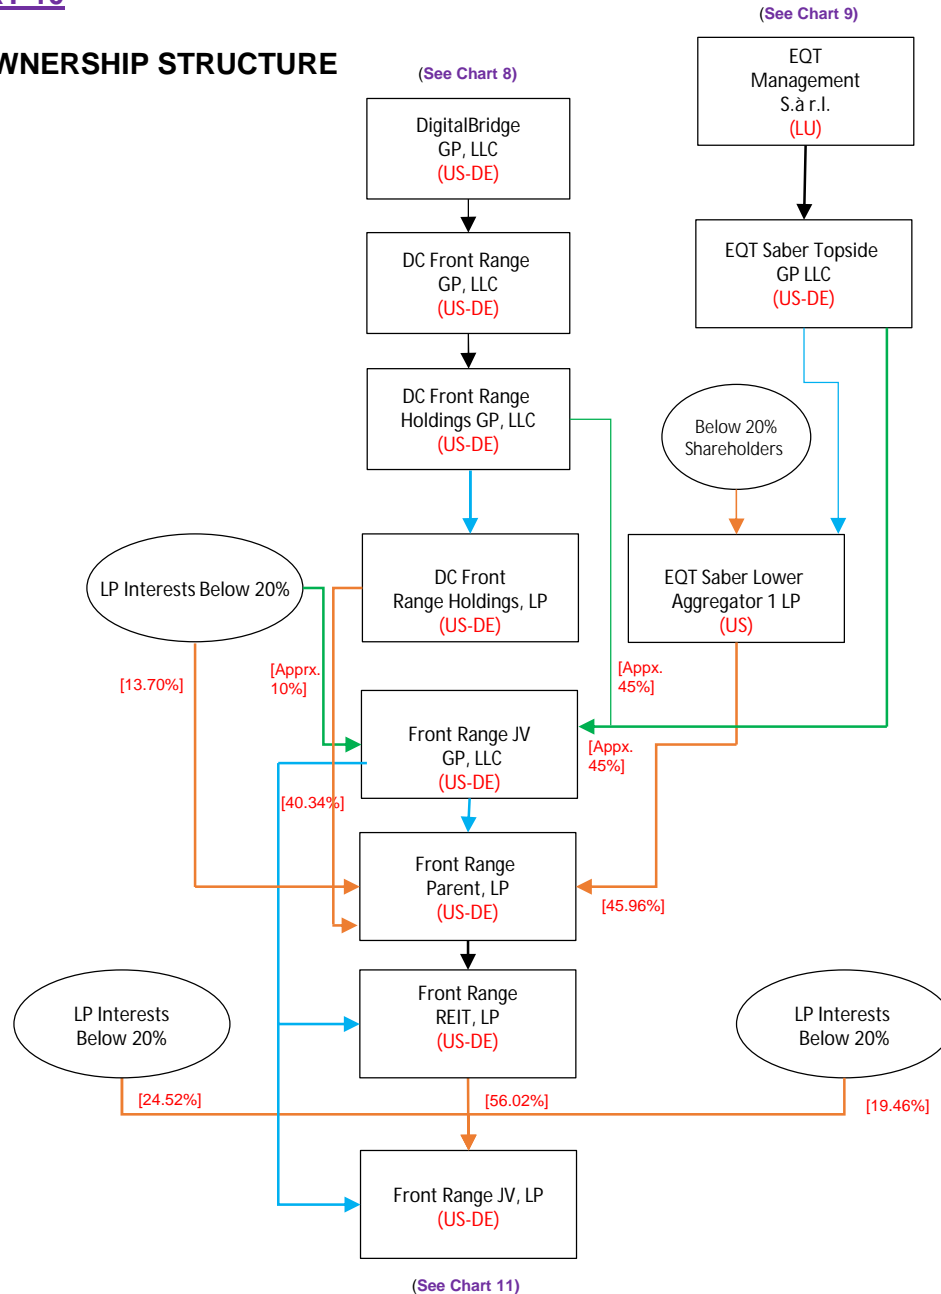 (See Chart 9)
WNERSHIP STRUCTURE
(See Chart 8)
EQT
Management
S.à r.l.
(LU)
DigitalBridge
GP, LLC
(US-DE)
EQT Saber Topside
GP LLC
(US-DE)
DC Front Range
GP, LLC
(US-DE)
DC Front Range
Holdings GP, LLC
(US-DE)
Below 20%
Shareholders
LP Interests Below 20%
DC Front
Range Holdings, LP
(US-DE)
EQT Saber Lower
Aggregator 1 LP
(US)
[13.70%]
[Apprx.
10%]
[Appx.
45%]
Front Range JV
GP, LLC
(US-DE)
[Appx.
45%]
[40.34%]
Front Range
Parent, LP
(US-DE)
[45.96%]
LP Interests
Below 20%
Front Range
REIT, LP
(US-DE)
LP Interests
Below 20%
[24.52%]
[56.02%]
[19.46%]
Front Range JV, LP
(US-DE)
(See Chart 11)